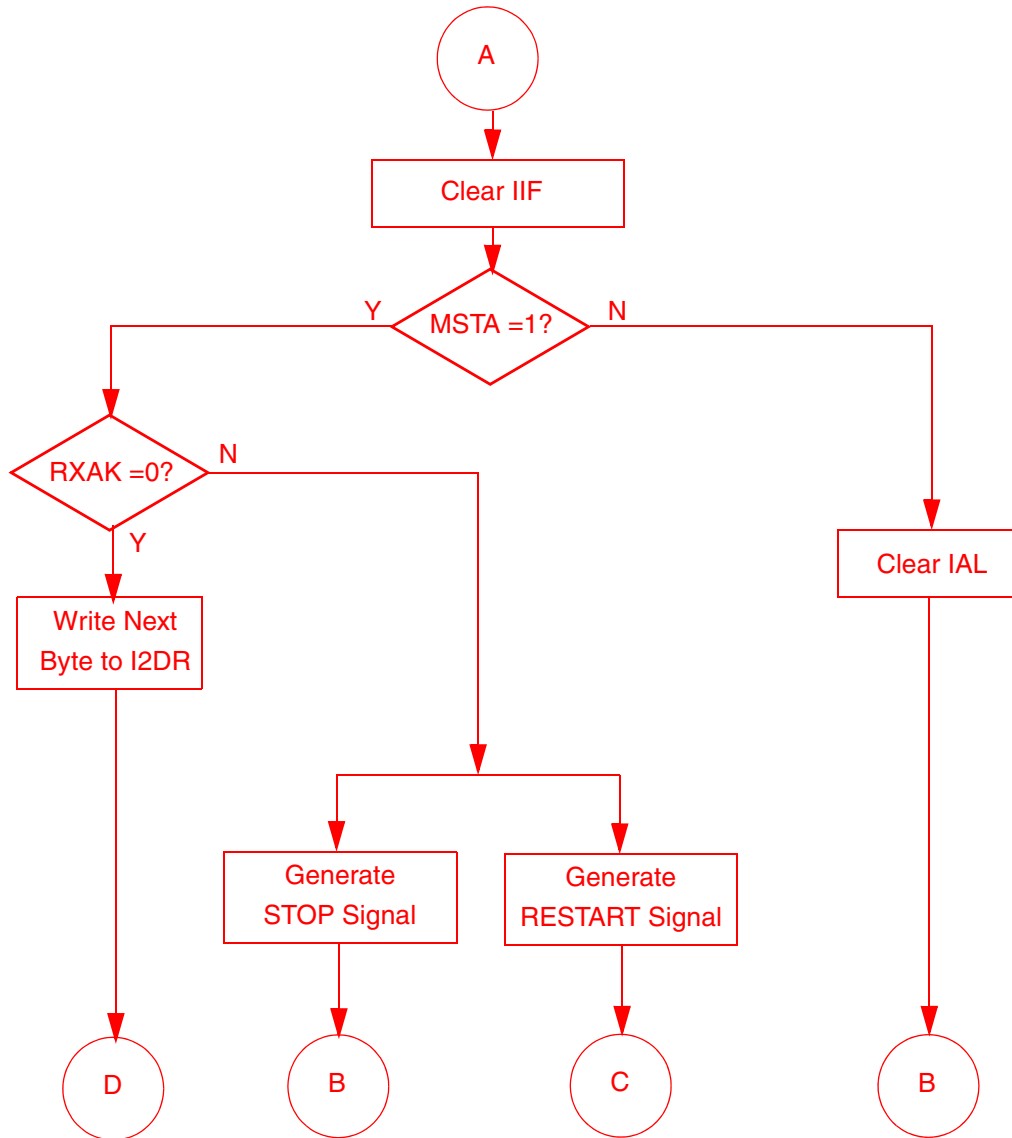 A
Clear IIF
Y
MSTA =1?
N
RXAK =0?
N
Y
Clear IAL
Write Next
Byte to I2DR
Generate
STOP Signal
Generate
RESTART Signal
D
B
C
B